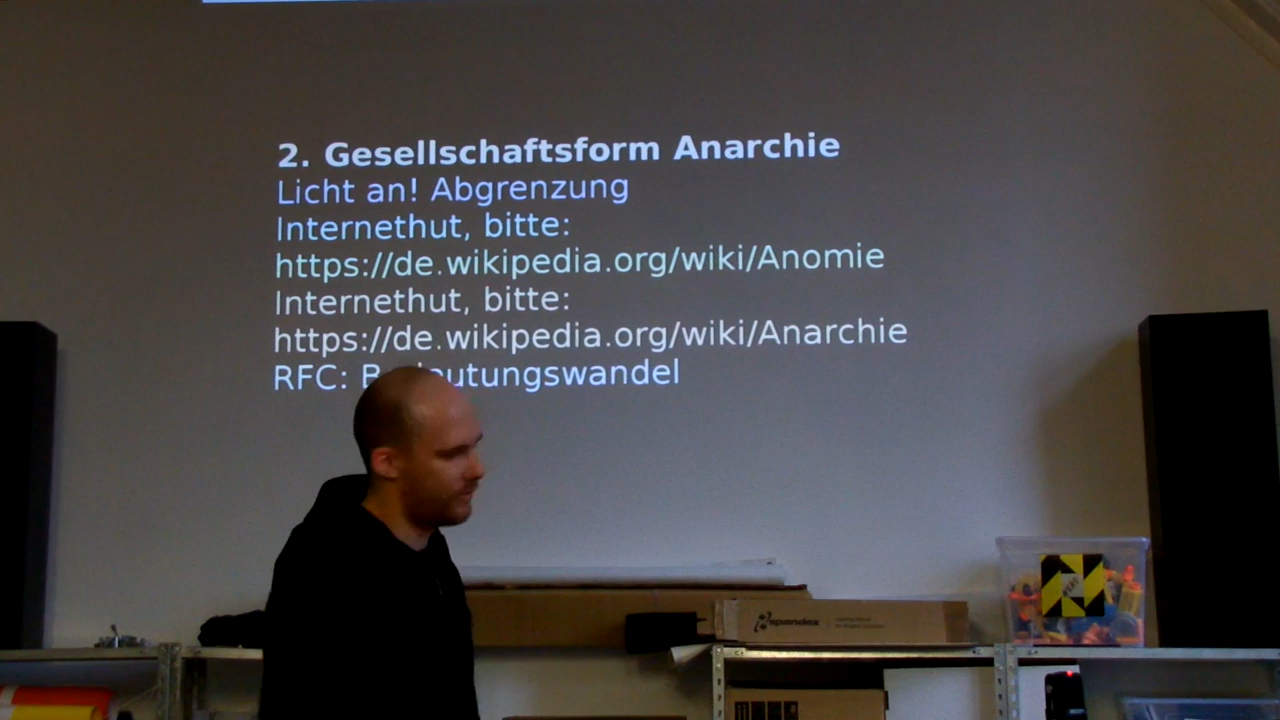 2. Gesellschaftsform Anarchie
Licht an! Abgrenzung
Internethut, bitte:
https://de.wikipedia.org/wiki/Anomie
Internethut, bitte:
https://de.wikipedia.org/wiki/Anarchie
RFC: Bedeutungswandel
spandex